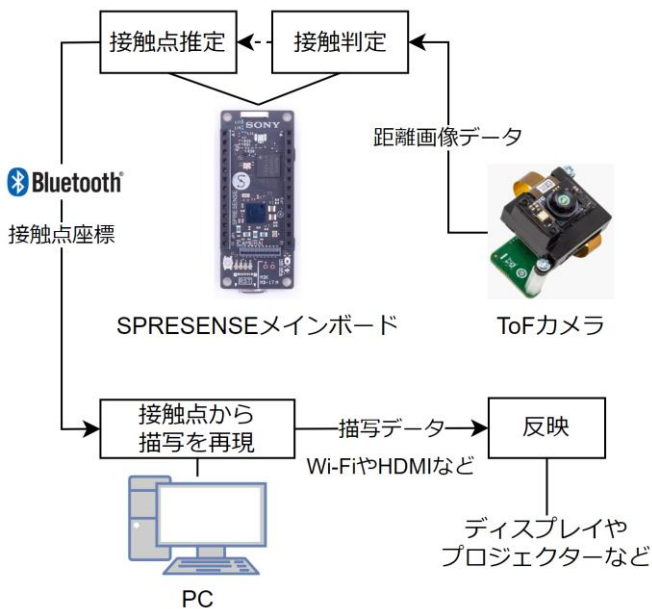 接触点推定
接触判定
距離画像データ
SONY
SPRESENSE
Bluetooth
接触点座標
SPRESENSEメインボード
ToFカメラ
接触点から
描写を再現
描写データ
Wi-FiやHDMIなど
反映
ディスプレイや
プロジェクターなど
PC